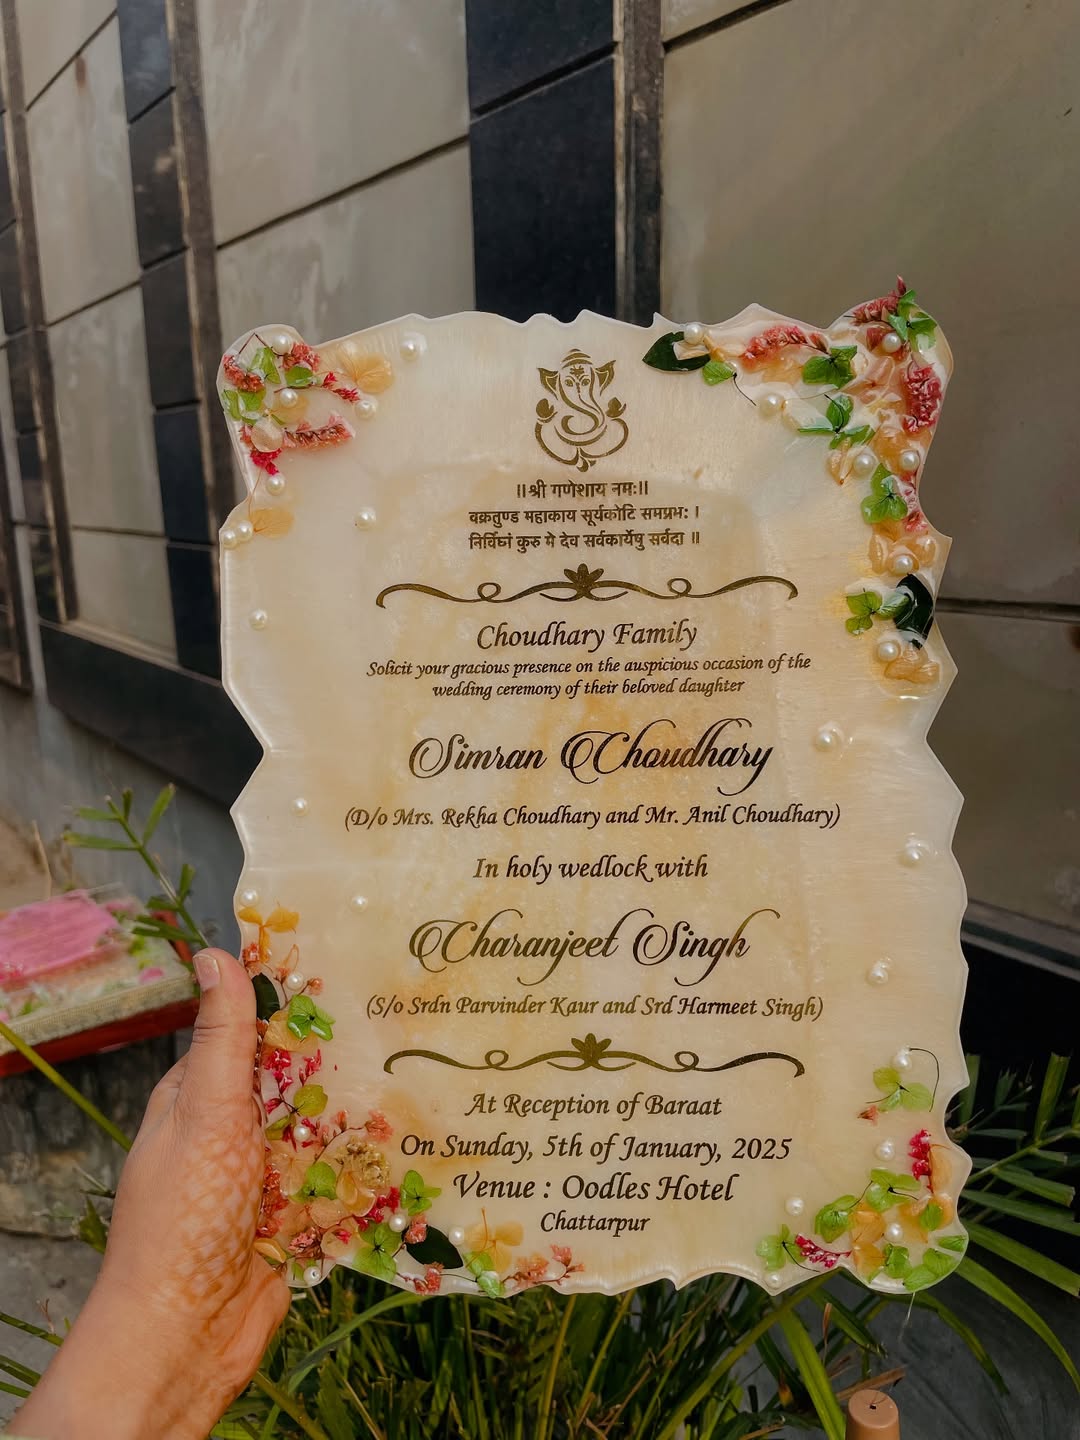 ॥श्री गणेशाय नमः॥
वक्रतुण्ड महाकाय सूर्यकोटि समप्रभः ।
निर्विघ्नं कुरु मे देव सर्वकार्येषु सर्वदा ॥
Choudhary Family
Solicit your gracious presence on the auspicious occasion of the
wedding ceremony of their beloved daughter
Simran Choudhary
(D/o Mrs. Rekha Choudhary and Mr. Anil Choudhary)
In holy wedlock with
Charanjeet Singh
(S/o Srdn Parvinder Kaur and Srd Harmeet Singh)
At Reception of Baraat
On Sunday, 5th of January, 2025
Venue : Oodles Hotel
Chattarpur